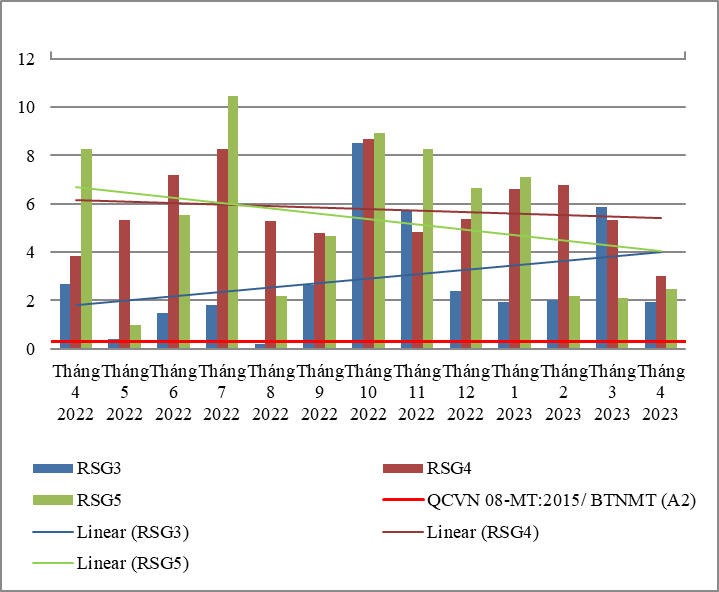 12
10
8
6
4
2
0
Tháng Tháng Tháng Tháng Tháng Tháng Tháng Tháng Tháng Tháng Tháng Tháng Tháng
4 5 6 7 8 9 10 11 12 1 2 3 4
2022 2022 2022 2022 2022 2022 2022 2022 2022 2023 2023 2023 2023
RSG3 RSG4
RSG5 QCVN 08-MT:2015/ BTNMT (A2)
Linear (RSG3) Linear (RSG4)
Linear (RSG5)